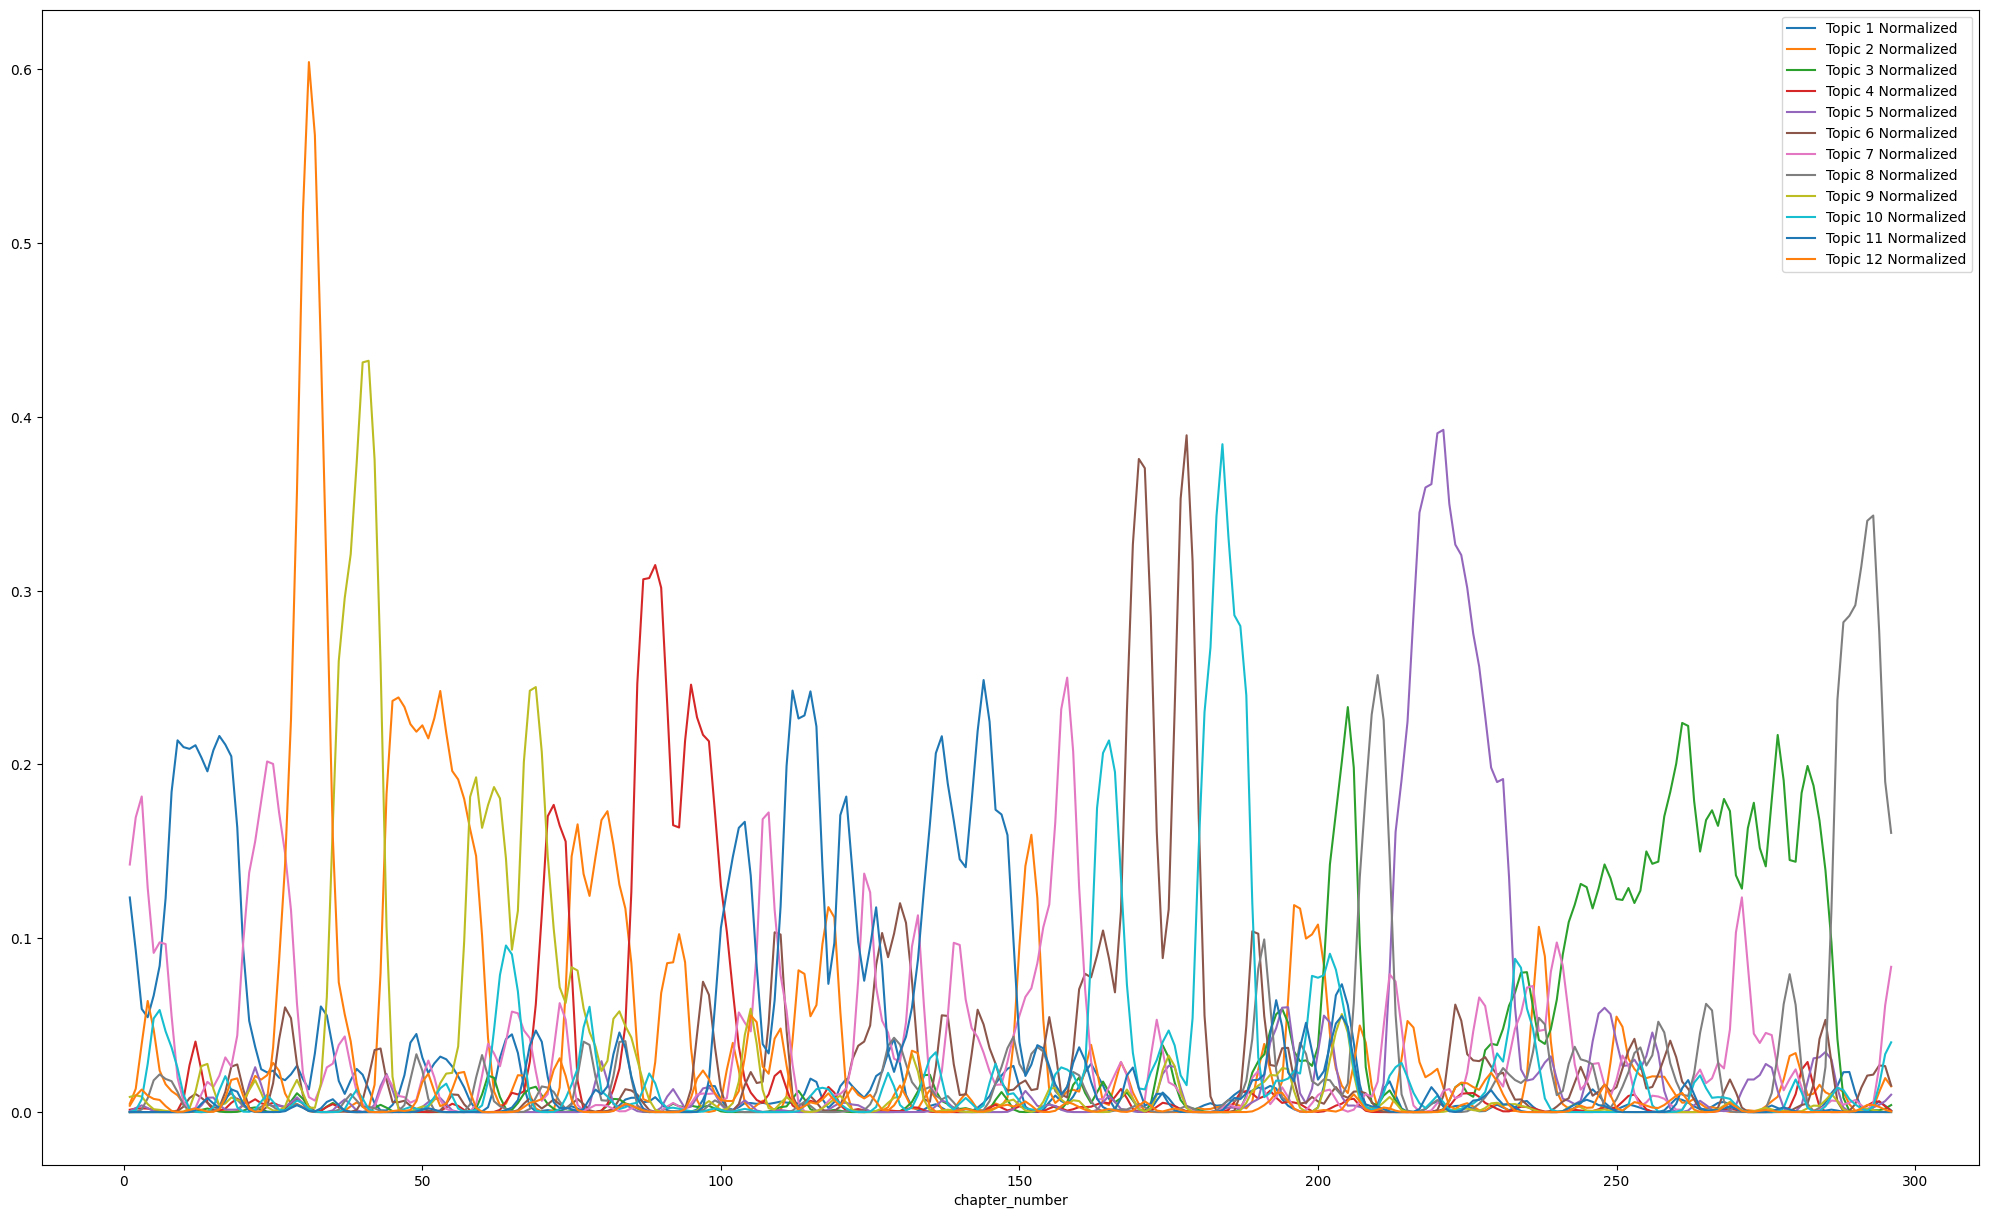 Topic 1 Normalized
Topic 2 Normalized
Topic 3 Normalized
Topic 4 Normalized
Topic 5 Normalized
Topic 6 Normalized
Topic 7 Normalized
Topic 8 Normalized
Topic 9 Normalized
Topic 10 Normalized
Topic 11 Normalized
Topic 12 Normalized
0.6
0.5
0.4
0.3
0.2
0.1
0.0
0 50 100 150 200 250 300
chapter_number